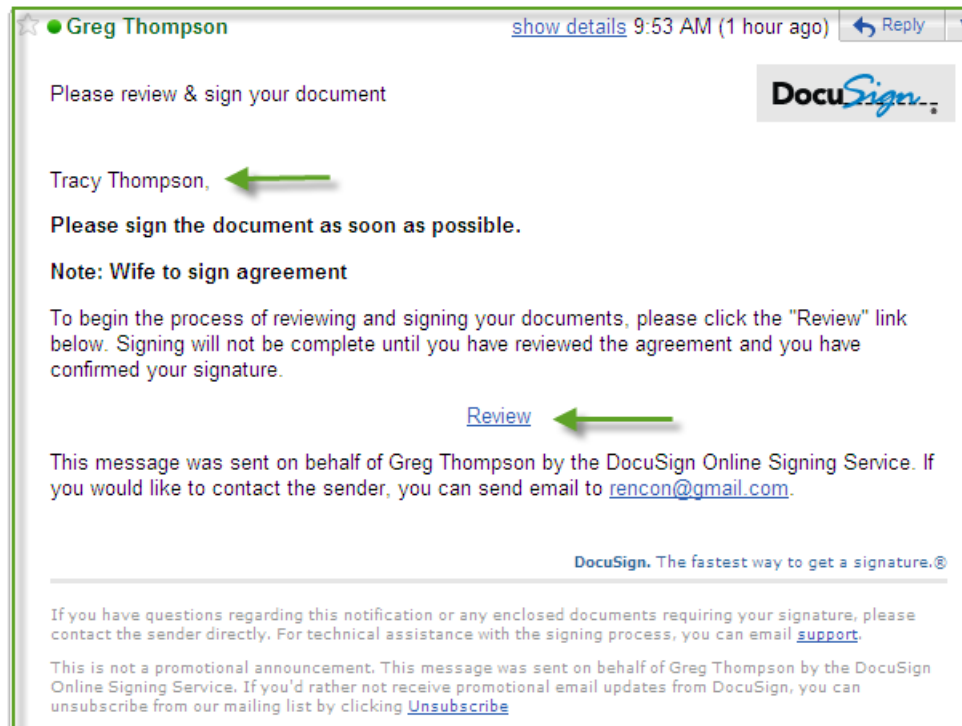 Greg Thompson show details 9:53 AM (1 hour ago) Reply
Please review & sign your document
DocuSign
Tracy Thompson,
Please sign the document as soon as possible.
Note: Wife to sign agreement
To begin the process of reviewing and signing your documents, please click the "Review" link
below. Signing will not be complete until you have reviewed the agreement and you have
confirmed your signature.
Review
This message was sent on behalf of Greg Thompson by the DocuSign Online Signing Service. If
you would like to contact the sender, you can send email to rencon@gmail.com.
DocuSign. The fastest way to get a signature.®
If you have questions regarding this notification or any enclosed documents requiring your signature, please
contact the sender directly. For technical assistance with the signing process, you can email support.
This is not a promotional announcement. This message was sent on behalf of Greg Thompson by the DocuSign
Online Signing Service. If you'd rather not receive promotional email updates from DocuSign, you can
unsubscribe from our mailing list by clicking Unsubscribe